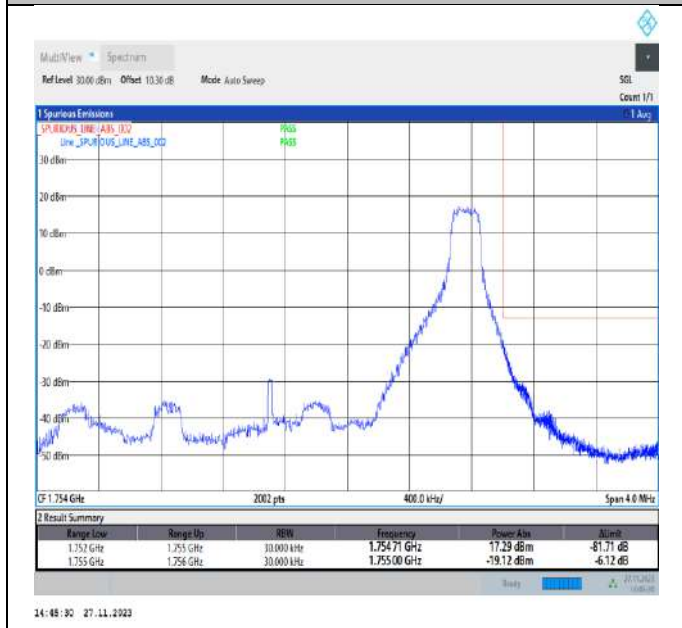 MultiView Spectrum
Ref Level 30.00 dBm Offset 10.30 dB Mode Auto Sweep SGL
Count 1/1
1 Spurious Emissions 1 Avg
_SPURIOUS_LINE_ABS_002 PASS
Line _SPURIOUS_LINE_ABS_002 PASS
30 dBm
20 dBm
10 dBm
0 dBm
-10 dBm
-20 dBm
-30 dBm
-40 dBm
-50 dBm
CF 1.754 GHz 2002 pts 400.0 kHz/ Span 4.0 MHz
2 Result Summary
Range Low Range Up RBW Frequency Power Abs ΔLimit
1.752 GHz 1.755 GHz 30.000 kHz 1.75471 GHz 17.29 dBm -81.71 dB
1.755 GHz 1.756 GHz 30.000 kHz 1.75500 GHz -19.12 dBm -6.12 dB
Ready 27.11.2023
14:45:30 27.11.2023